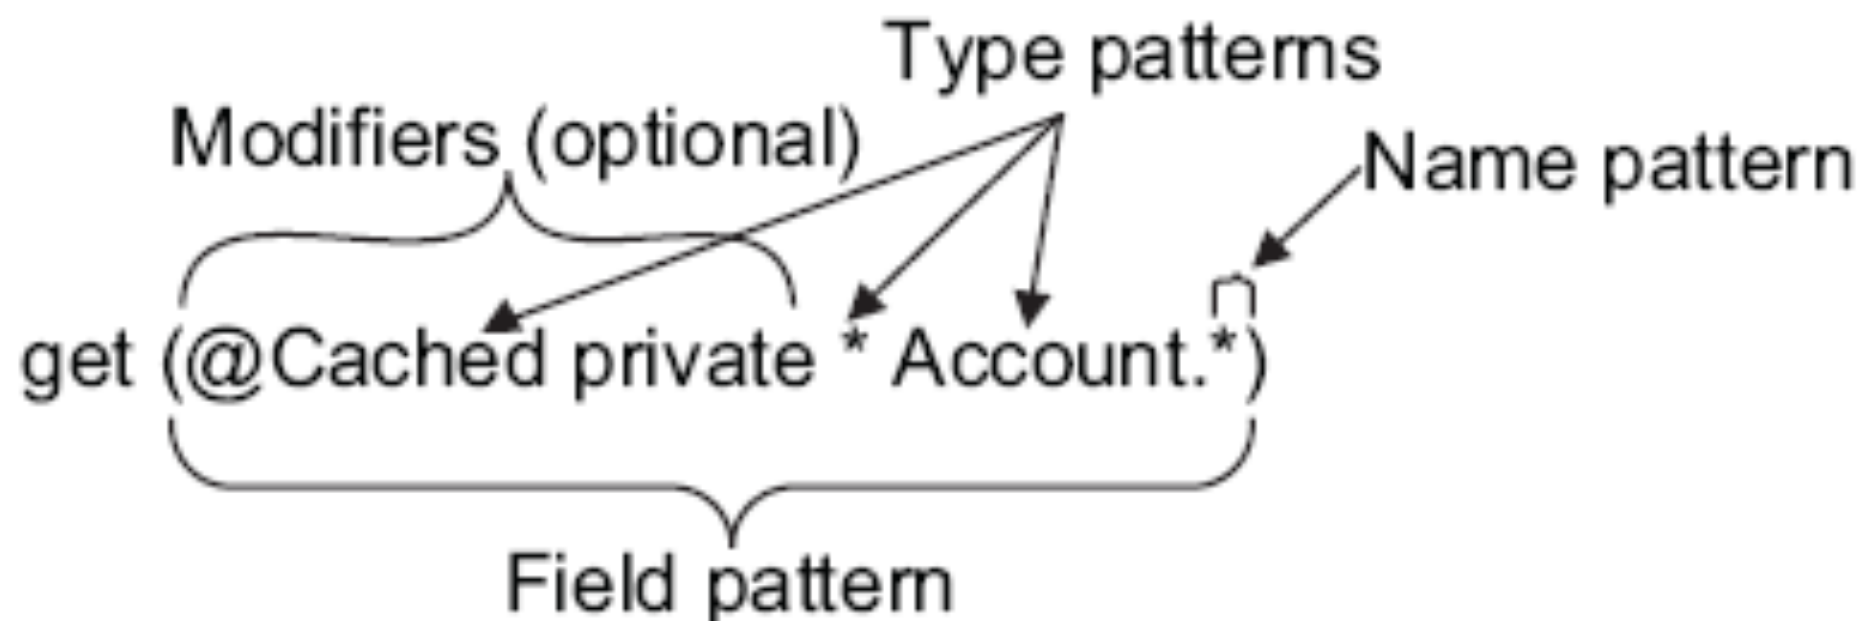 Type patterns
Modifiers (optional)
Name pattern
get (@Cached private * Account.*)
Field pattern